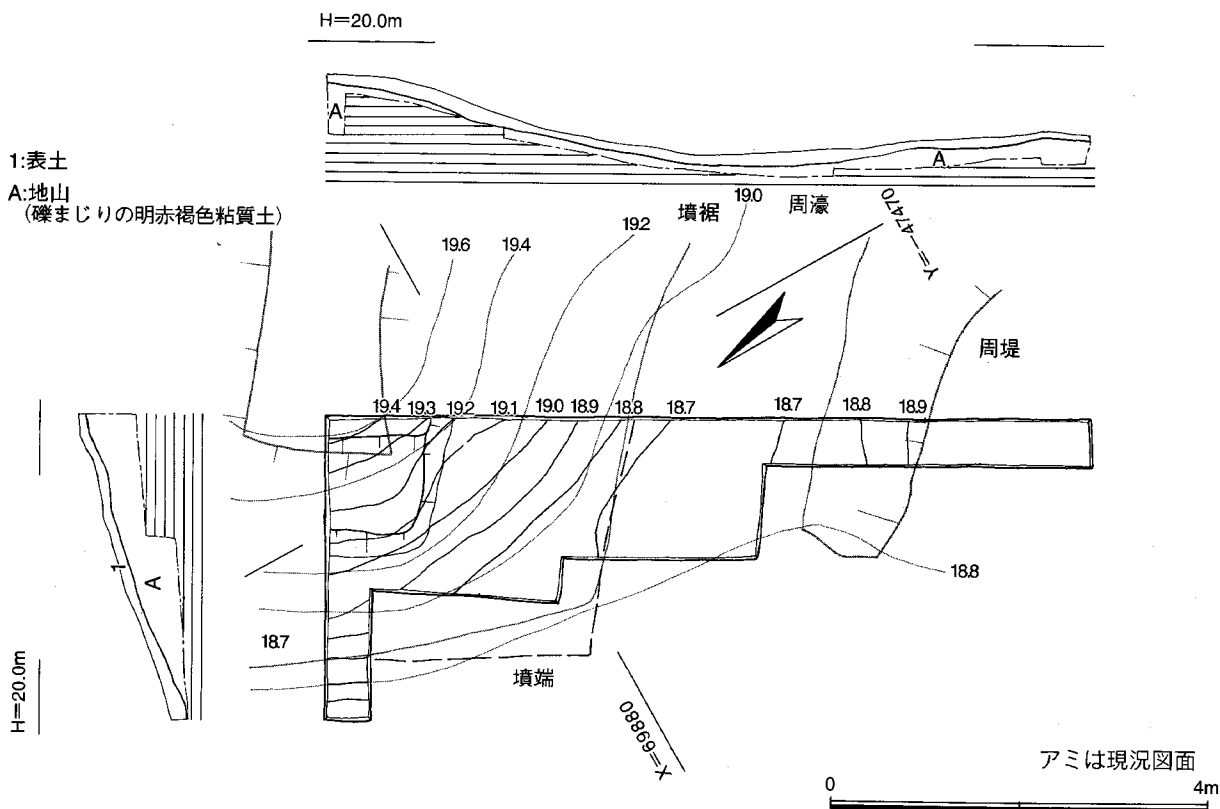 H=20.0m
A
A
1:表土
A:地山
(礫まじりの明赤褐色粘質土)
墳裾
周濠
19.0
Y=-47470
19.6
19.4
19.2
周堤
19.4
19.3
19.2
19.1
19.0
18.9
18.8
18.7
18.7
18.8
18.9
1
A
18.8
18.7
墳端
H=20.0m
X=69880
アミは現況図面
0
4m